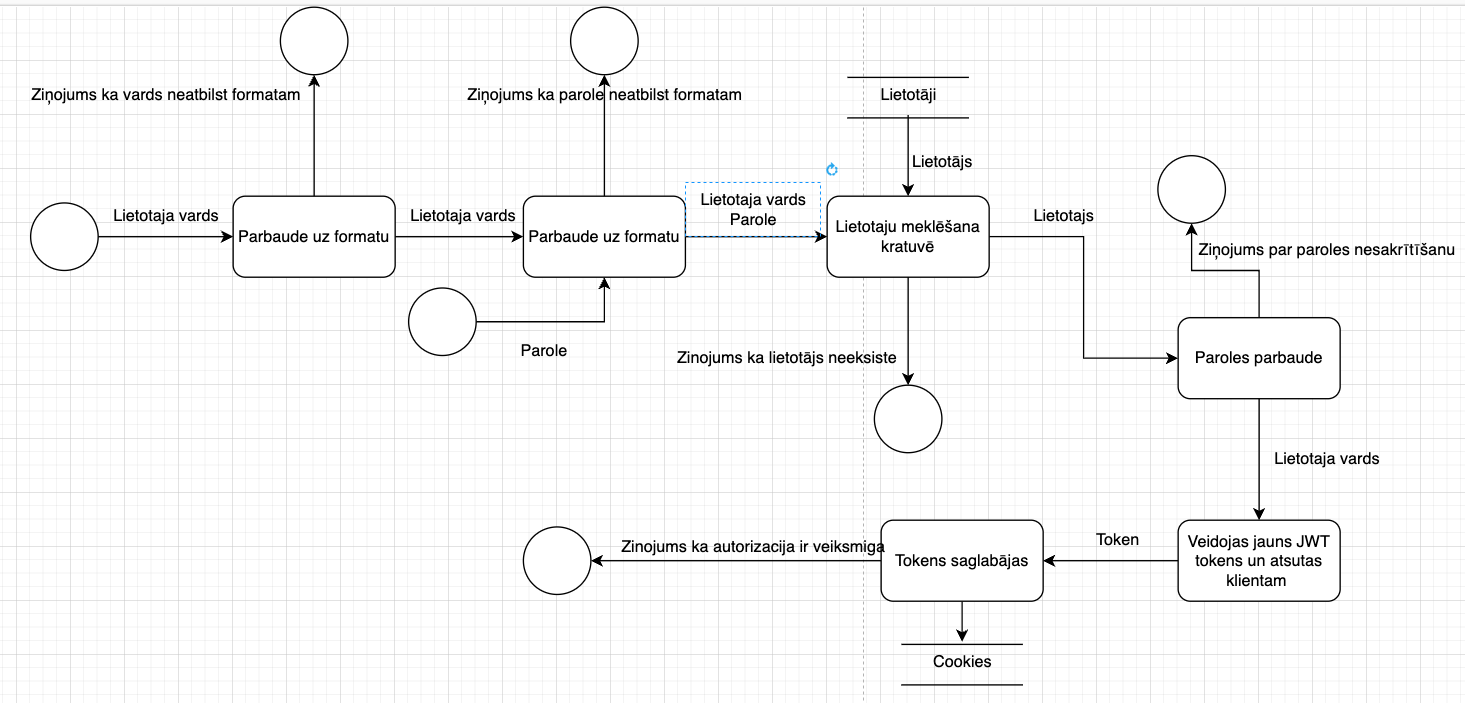 Ziņojums ka vards neatbilst formatam
Ziņojums ka parole neatbilst formatam
Lietotāji
Lietotājs
Lietotaja vards
Parbaude uz formatu
Lietotaja vards
Parbaude uz formatu
Lietotaja vards
Parole
Lietotaju meklēšana
kratuvē
Lietotajs
Ziņojums par paroles nesakrītīšanu
Parole
Zinojums ka lietotājs neeksiste
Paroles parbaude
Lietotaja vards
Zinojums ka autorizacija ir veiksmiga
Tokens saglabājas
Token
Veidojas jauns JWT
tokens un atsutas
klientam
Cookies